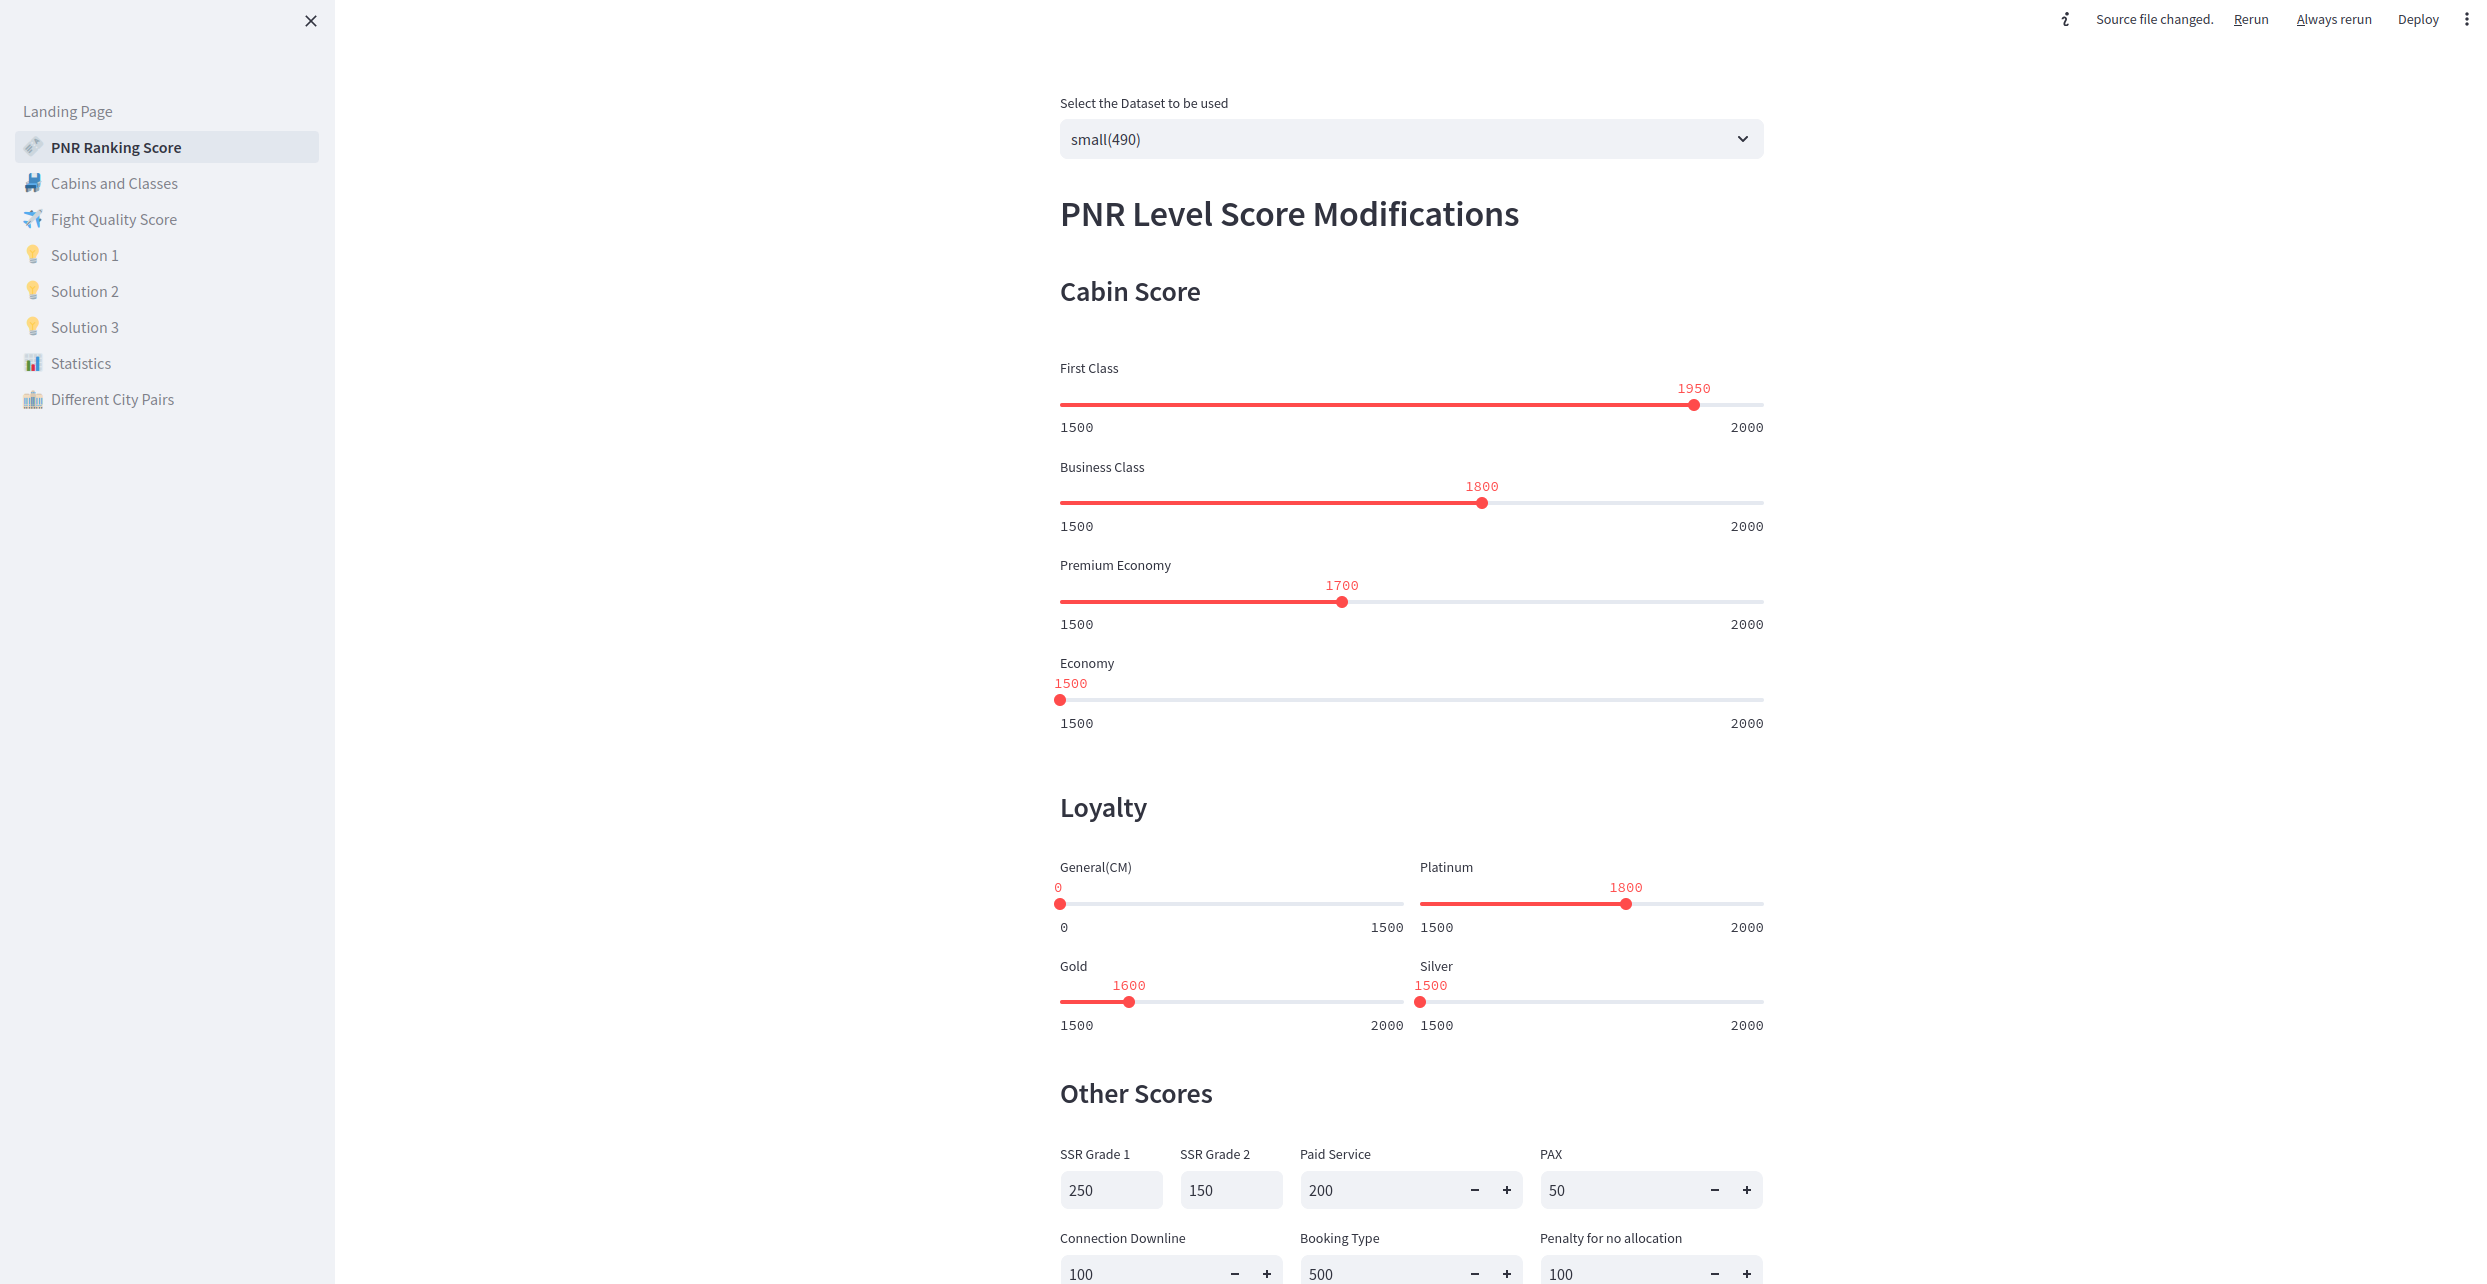 Source file changed. Rerun Always rerun Deploy
Landing Page
PNR Ranking Score
Cabins and Classes
Fight Quality Score
Solution 1
Solution 2
Solution 3
Statistics
Different City Pairs
Select the Dataset to be used
small(490)
PNR Level Score Modifications
Cabin Score
First Class
1950
1500 2000
Business Class
1800
1500 2000
Premium Economy
1700
1500 2000
Economy
1500
1500 2000
Loyalty
General(CM) Platinum
0 1800
0 1500 1500 2000
Gold Silver
1600 1500
1500 2000 1500 2000
Other Scores
SSR Grade 1 SSR Grade 2 Paid Service PAX
250 150 200 − + 50 − +
Connection Downline Booking Type Penalty for no allocation
100 − + 500 − + 100 − +